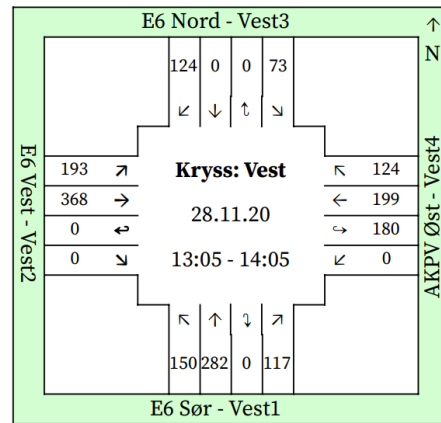 E6 Nord - Vest3
↑
N
124 0 0 73
↙ ↓ ⮏ ↘
E6 Vest - Vest2
193 ↗
368 →
0 ↩
0 ↘
Kryss: Vest
28.11.20
13:05 - 14:05
↖ 124
← 199
↪ 180
↙ 0
AKPV Øst - Vest4
↖ ↑ ⮎ ↗
150 282 0 117
E6 Sør - Vest1